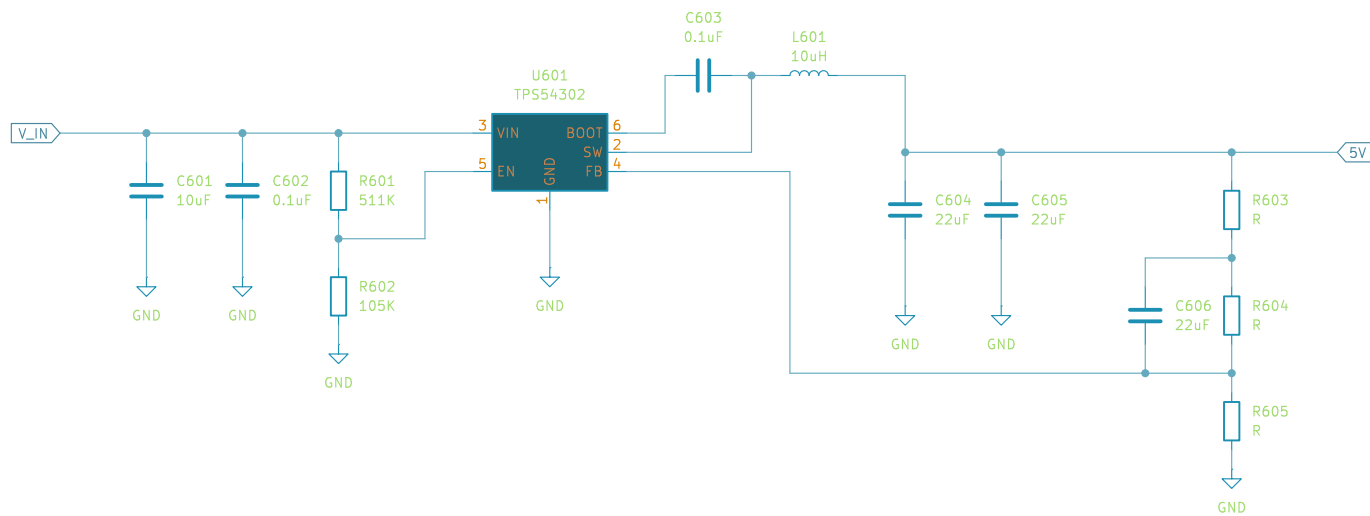 C603
0.1uF
L601
10uH
U601
TPS54302
V_IN
3
VIN
BOOT
6
SW
2
5
EN
GND
FB
4
1
5V
C601
10uF
C602
0.1uF
R601
511K
C604
22uF
C605
22uF
R603
R
R602
105K
GND
GND
GND
GND
GND
C606
22uF
R604
R
GND
R605
R
GND